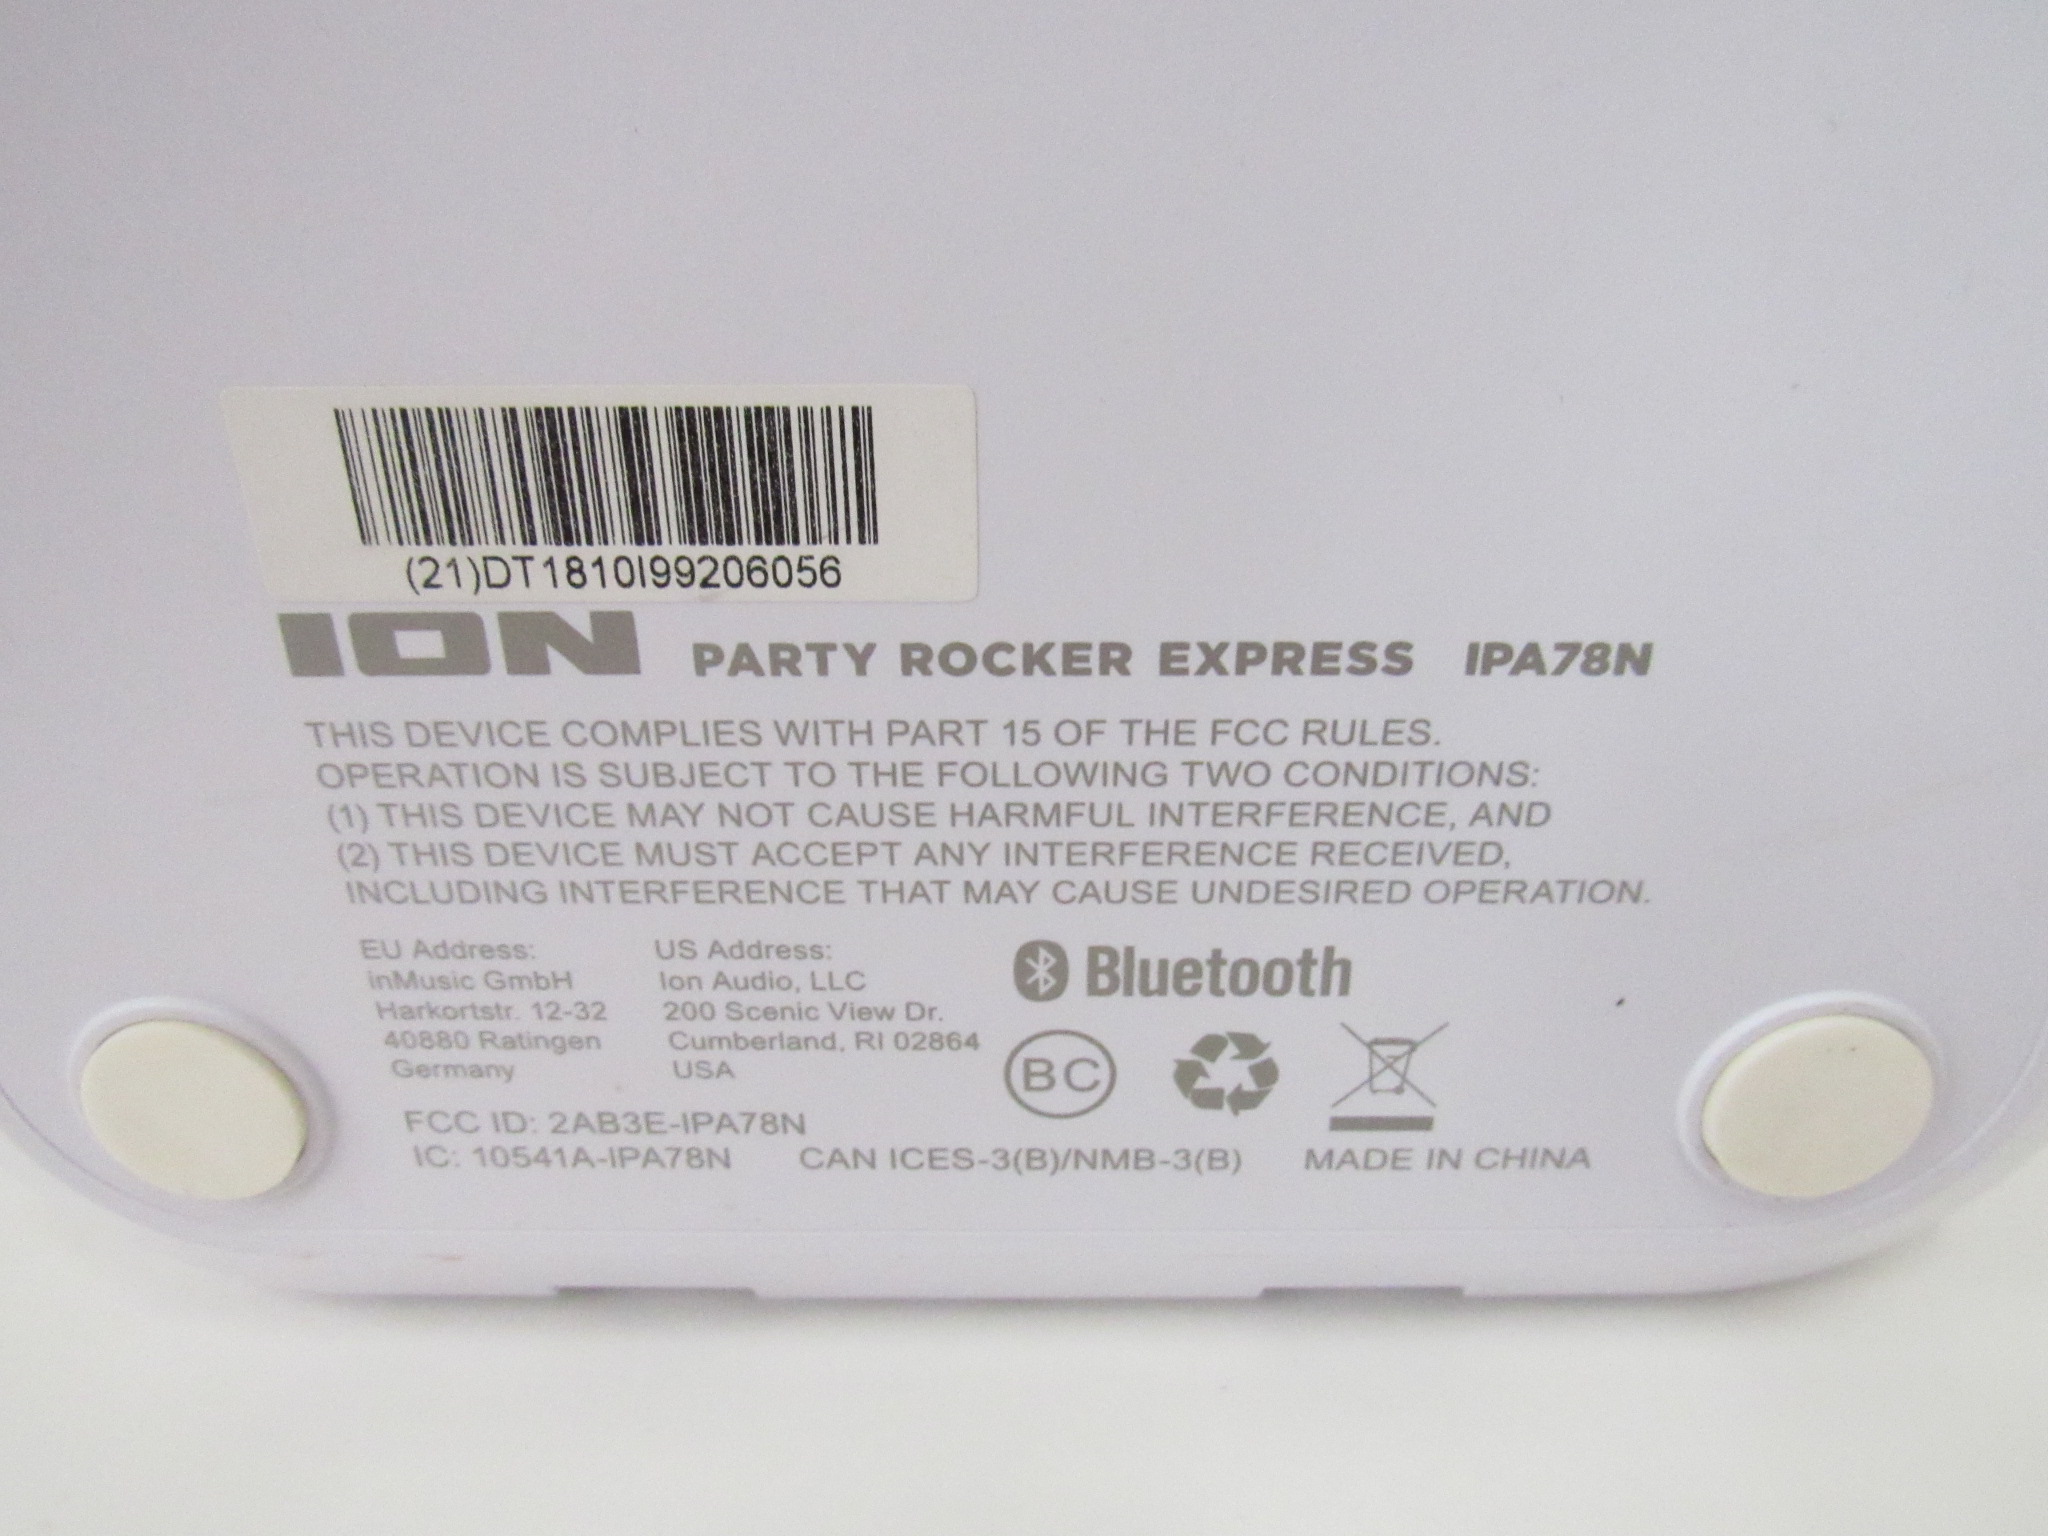 (21)DT1810I99206056
ION PARTY ROCKER EXPRESS IPA78N
THIS DEVICE COMPLIES WITH PART 15 OF THE FCC RULES.
OPERATION IS SUBJECT TO THE FOLLOWING TWO CONDITIONS:
(1) THIS DEVICE MAY NOT CAUSE HARMFUL INTERFERENCE, AND
(2) THIS DEVICE MUST ACCEPT ANY INTERFERENCE RECEIVED,
INCLUDING INTERFERENCE THAT MAY CAUSE UNDESIRED OPERATION.
EU Address:
inMusic GmbH
Harkortstr. 12-32
40880 Ratingen
Germany
US Address:
Ion Audio, LLC
200 Scenic View Dr.
Cumberland, RI 02864
USA
Bluetooth
BC
FCC ID: 2AB3E-IPA78N
IC: 10541A-IPA78N CAN ICES-3(B)/NMB-3(B) MADE IN CHINA